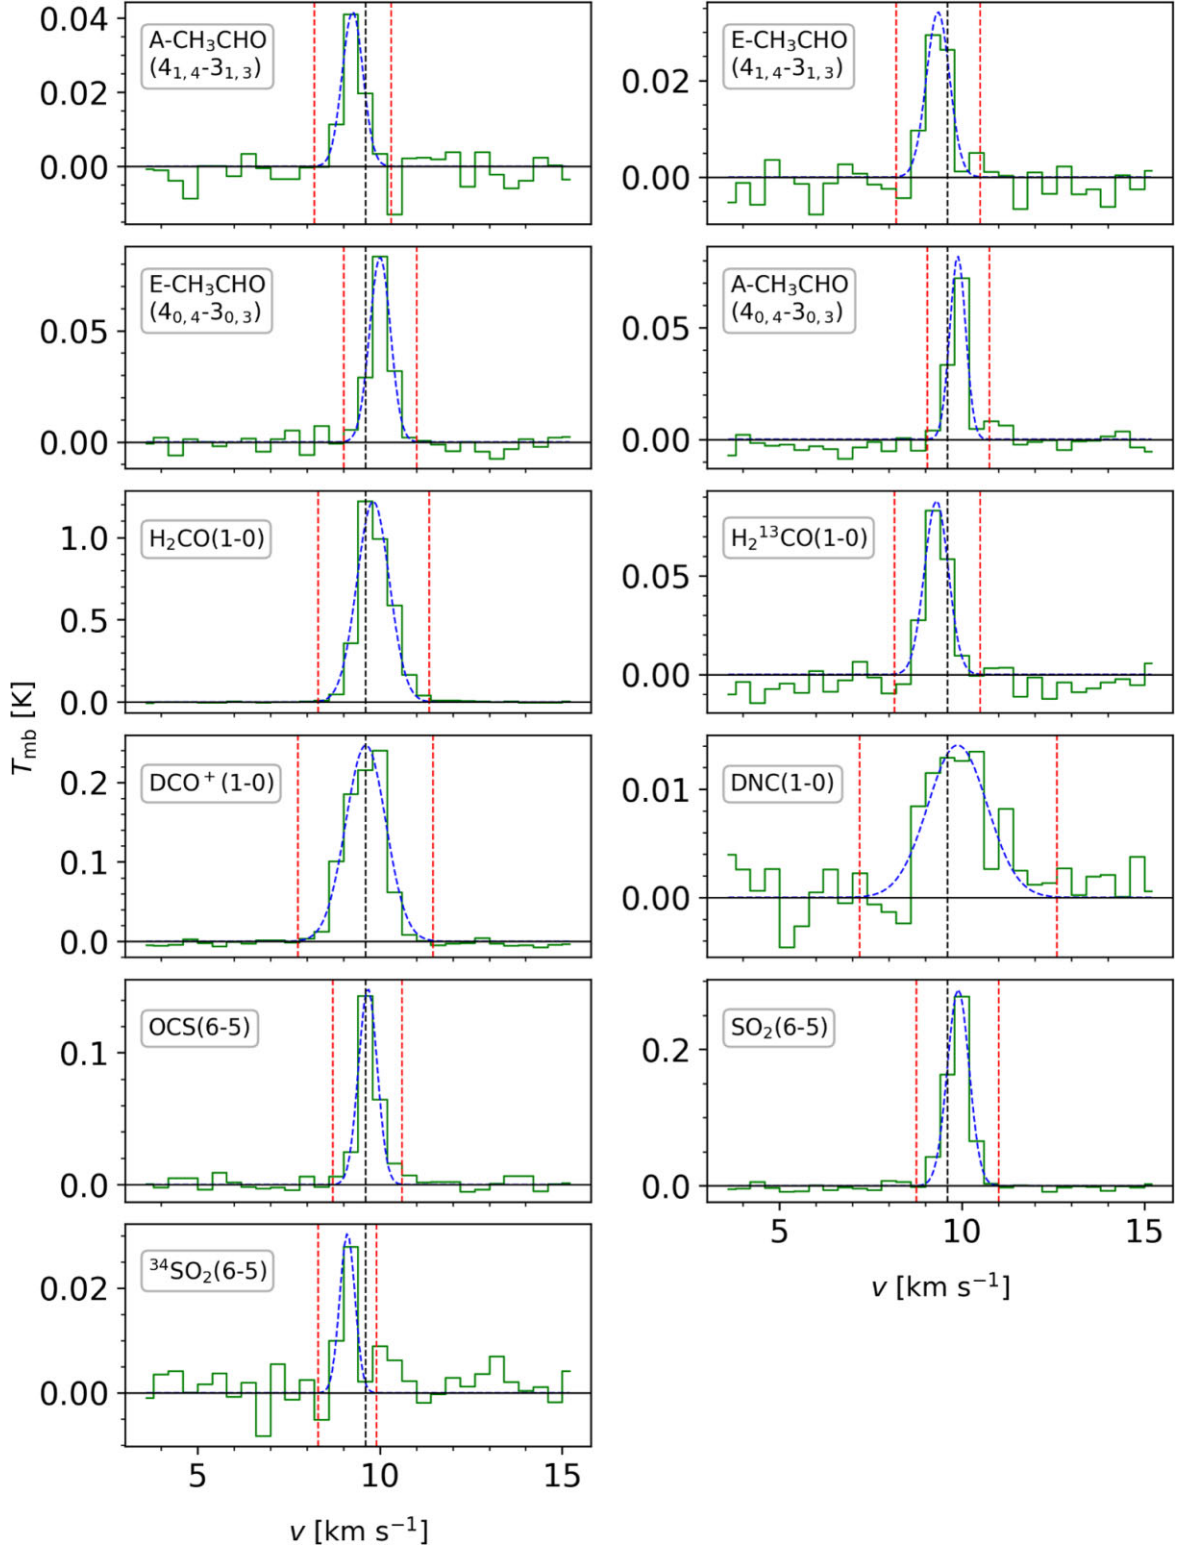 0.04
0.02
0.00
A-CH₃CHO
(4₁,₄-3₁,₃)
0.02
0.00
E-CH₃CHO
(4₁,₄-3₁,₃)
0.05
0.00
E-CH₃CHO
(4₀,₄-3₀,₃)
0.05
0.00
A-CH₃CHO
(4₀,₄-3₀,₃)
1.0
0.5
0.0
H₂CO(1-0)
0.05
0.00
H₂¹³CO(1-0)
T_mb [K]
0.2
0.1
0.0
DCO⁺(1-0)
0.01
0.00
DNC(1-0)
0.1
0.0
OCS(6-5)
0.2
0.0
SO₂(6-5)
5 10 15
v [km s⁻¹]
0.02
0.00
³⁴SO₂(6-5)
5 10 15
v [km s⁻¹]